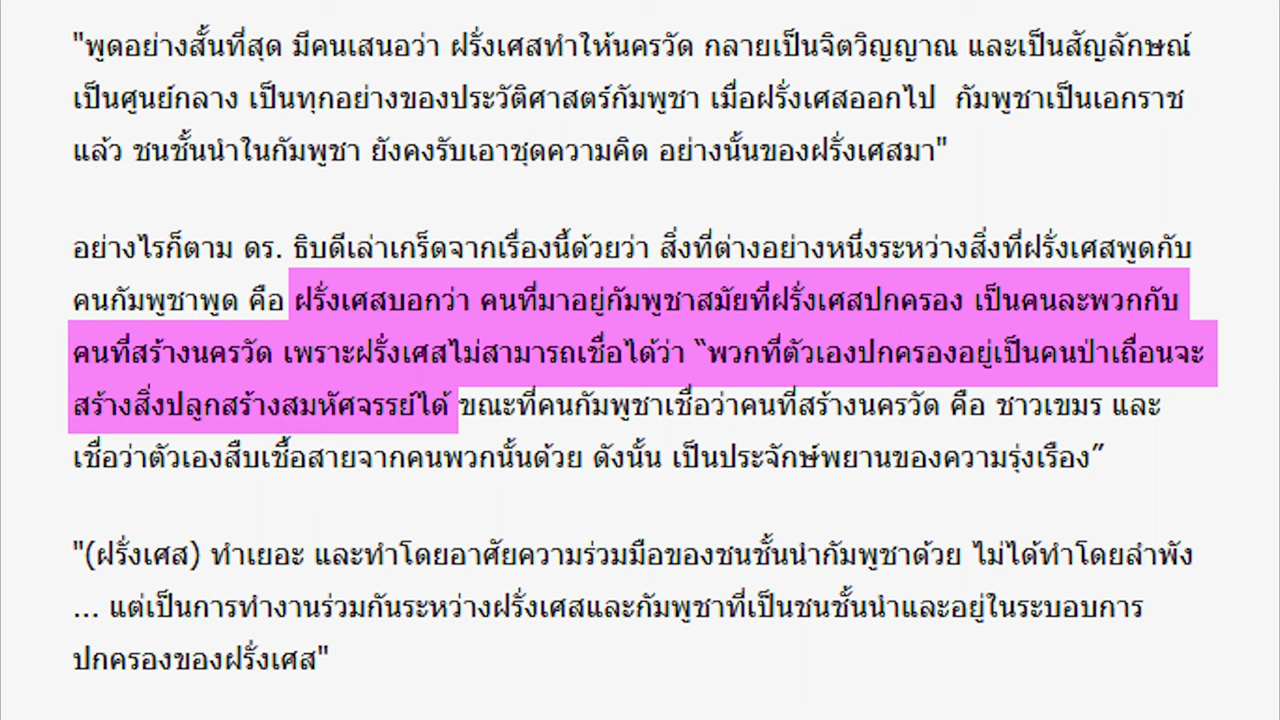 "พูดอย่างสั้นที่สุด มีคนเสนอว่า ฝรั่งเศสทำให้นครวัด กลายเป็นจิตวิญญาณ และเป็นสัญลักษณ์
เป็นศูนย์กลาง เป็นทุกอย่างของประวัติศาสตร์กัมพูชา เมื่อฝรั่งเศสออกไป กัมพูชาเป็นเอกราช
แล้ว ชนชั้นนำในกัมพูชา ยังคงรับเอาชุดความคิด อย่างนั้นของฝรั่งเศสมา"
อย่างไรก็ตาม ดร. ธิบดีเล่าเกร็ดจากเรื่องนี้ด้วยว่า สิ่งที่ต่างอย่างหนึ่งระหว่างสิ่งที่ฝรั่งเศสพูดกับ
คนกัมพูชาพูด คือ ฝรั่งเศสบอกว่า คนที่มาอยู่กัมพูชาสมัยที่ฝรั่งเศสปกครอง เป็นคนละพวกกับ
คนที่สร้างนครวัด เพราะฝรั่งเศสไม่สามารถเชื่อได้ว่า “พวกที่ตัวเองปกครองอยู่เป็นคนป่าเถื่อนจะ
สร้างสิ่งปลูกสร้างสมหัศจรรย์ได้ ขณะที่คนกัมพูชาเชื่อว่าคนที่สร้างนครวัด คือ ชาวเขมร และ
เชื่อว่าตัวเองสืบเชื้อสายจากคนพวกนั้นด้วย ดังนั้น เป็นประจักษ์พยานของความรุ่งเรือง”
"(ฝรั่งเศส) ทำเยอะ และทำโดยอาศัยความร่วมมือของชนชั้นนำกัมพูชาด้วย ไม่ได้ทำโดยลำพัง
... แต่เป็นการทำงานร่วมกันระหว่างฝรั่งเศสและกัมพูชาที่เป็นชนชั้นนำและอยู่ในระบอบการ
ปกครองของฝรั่งเศส"